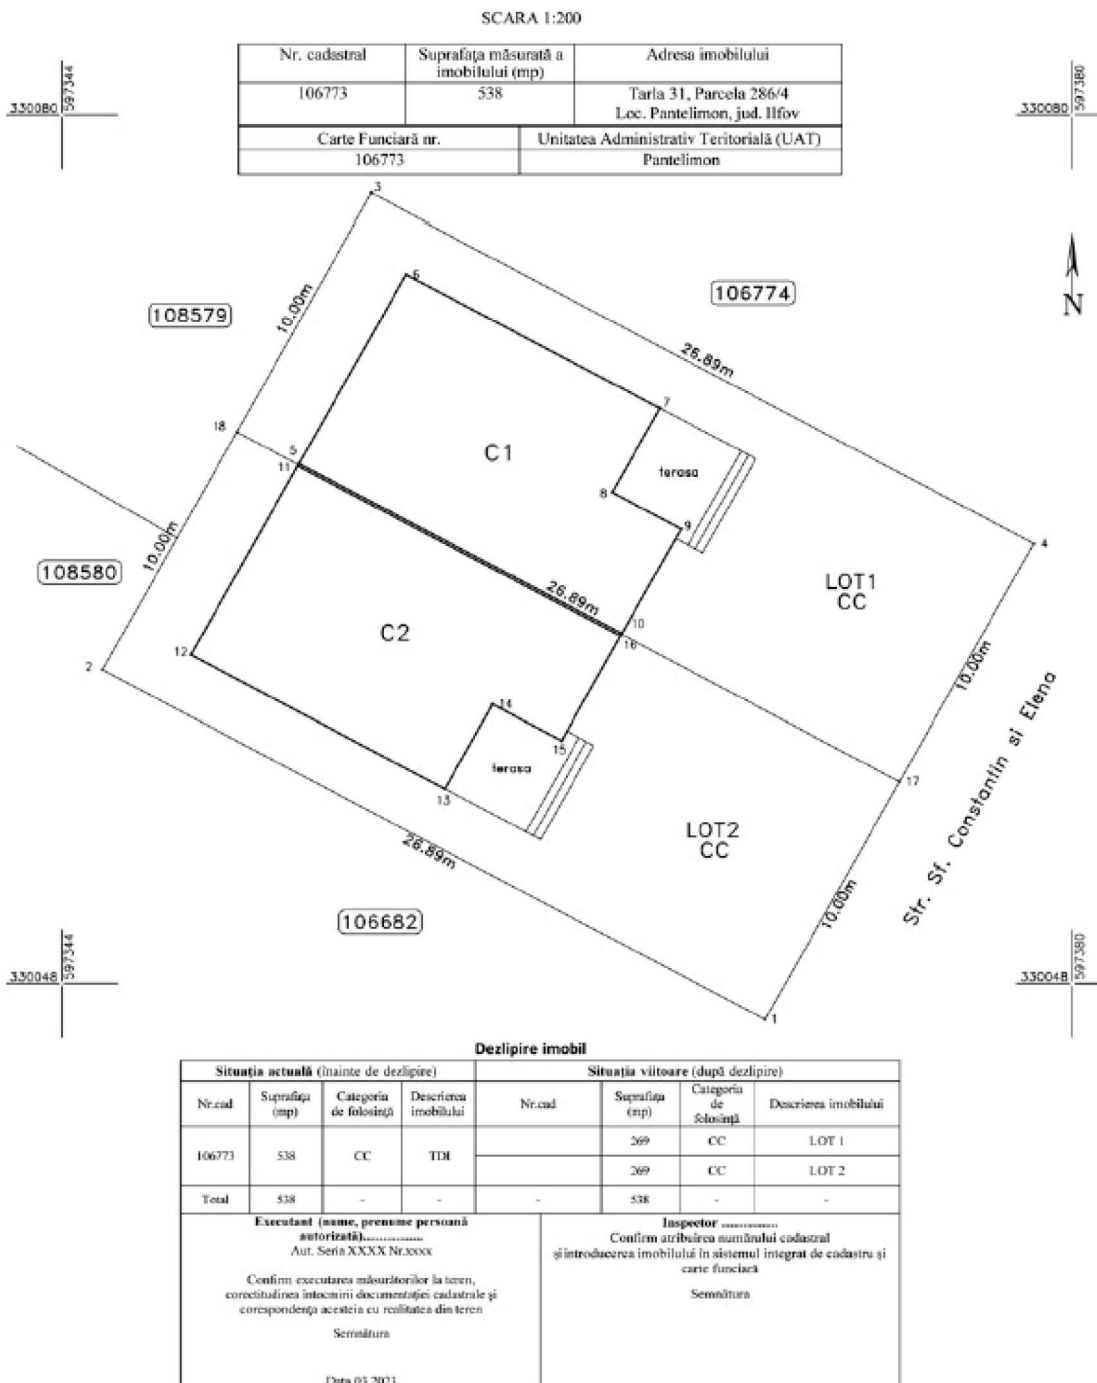 SCARA 1:200
Nr. cadastral
Suprafața măsurată a
imobilului (mp)
Adresa imobilului
106773
538
Tarla 31, Parcela 286/4
Loc. Pantelimon, jud. Ilfov
Carte Funciară nr.
Unitatea Administrativ Teritorială (UAT)
106773
Pantelimon
330080
597344
330080
597380
3
6
108579
10.00m
106774
N
26.89m
7
18
5
11
C1
terasa
8
9
4
10.00m
108580
LOT1
CC
26.89m
10
16
C2
12
2
14
10.00m
15
terasa
13
17
Str. Sf. Constantin si Elena
LOT2
CC
26.89m
10.00m
106682
330048
597344
330048
597380
1
Dezlipire imobil
Situația actuală (înainte de dezlipire)
Situația viitoare (după dezlipire)
Nr.cad
Suprafața
(mp)
Categoria
de folosință
Descrierea
imobilului
Nr.cad
Suprafața
(mp)
Categoria
de
folosință
Descrierea imobilului
106773
538
CC
TDI
269
CC
LOT 1
269
CC
LOT 2
Total
538
-
-
-
538
-
-
Executant (nume, prenume persoană
autorizată)..................
Aut. Seria XXXX Nr.xxxx
Confirm executarea măsurătorilor la teren,
corectitudinea întocmirii documentației cadastrale și
corespondența acesteia cu realitatea din teren
Semnătura
Data 03.2023
Inspector ................
Confirm atribuirea numărului cadastral
și introducerea imobilului în sistemul integrat de cadastru și
carte funciară
Semnătura